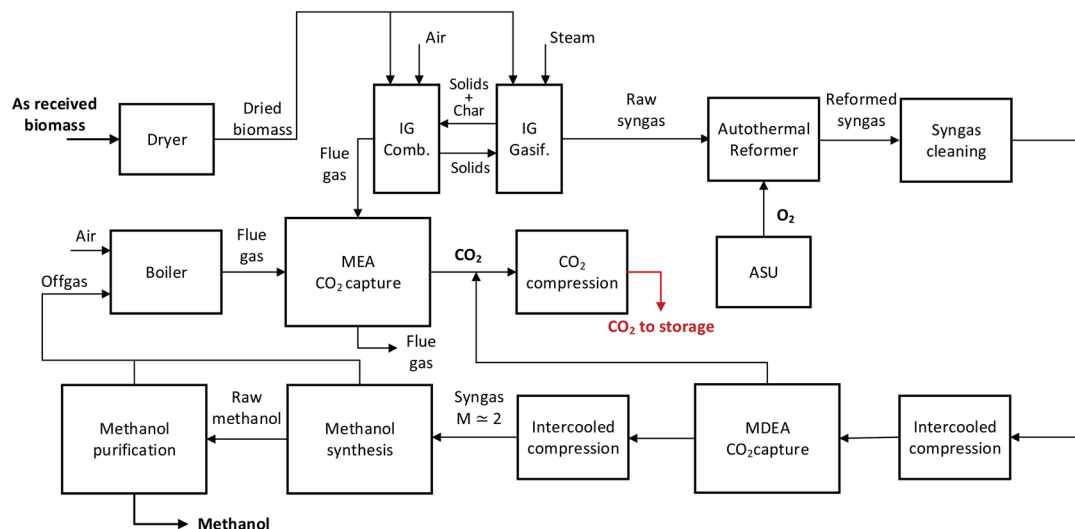 Air
Steam
As received
biomass
Dryer
Dried
biomass
IG
Comb.
Solids
+
Char
Solids
IG
Gasif.
Raw
syngas
Autothermal
Reformer
Reformed
syngas
Syngas
cleaning
Flue
gas
O₂
ASU
Air
Offgas
Boiler
Flue
gas
MEA
CO₂ capture
CO₂
CO₂
compression
CO₂ to storage
Flue
gas
Methanol
purification
Raw
methanol
Methanol
synthesis
Syngas
M ≃ 2
Intercooled
compression
MDEA
CO₂capture
Intercooled
compression
Methanol